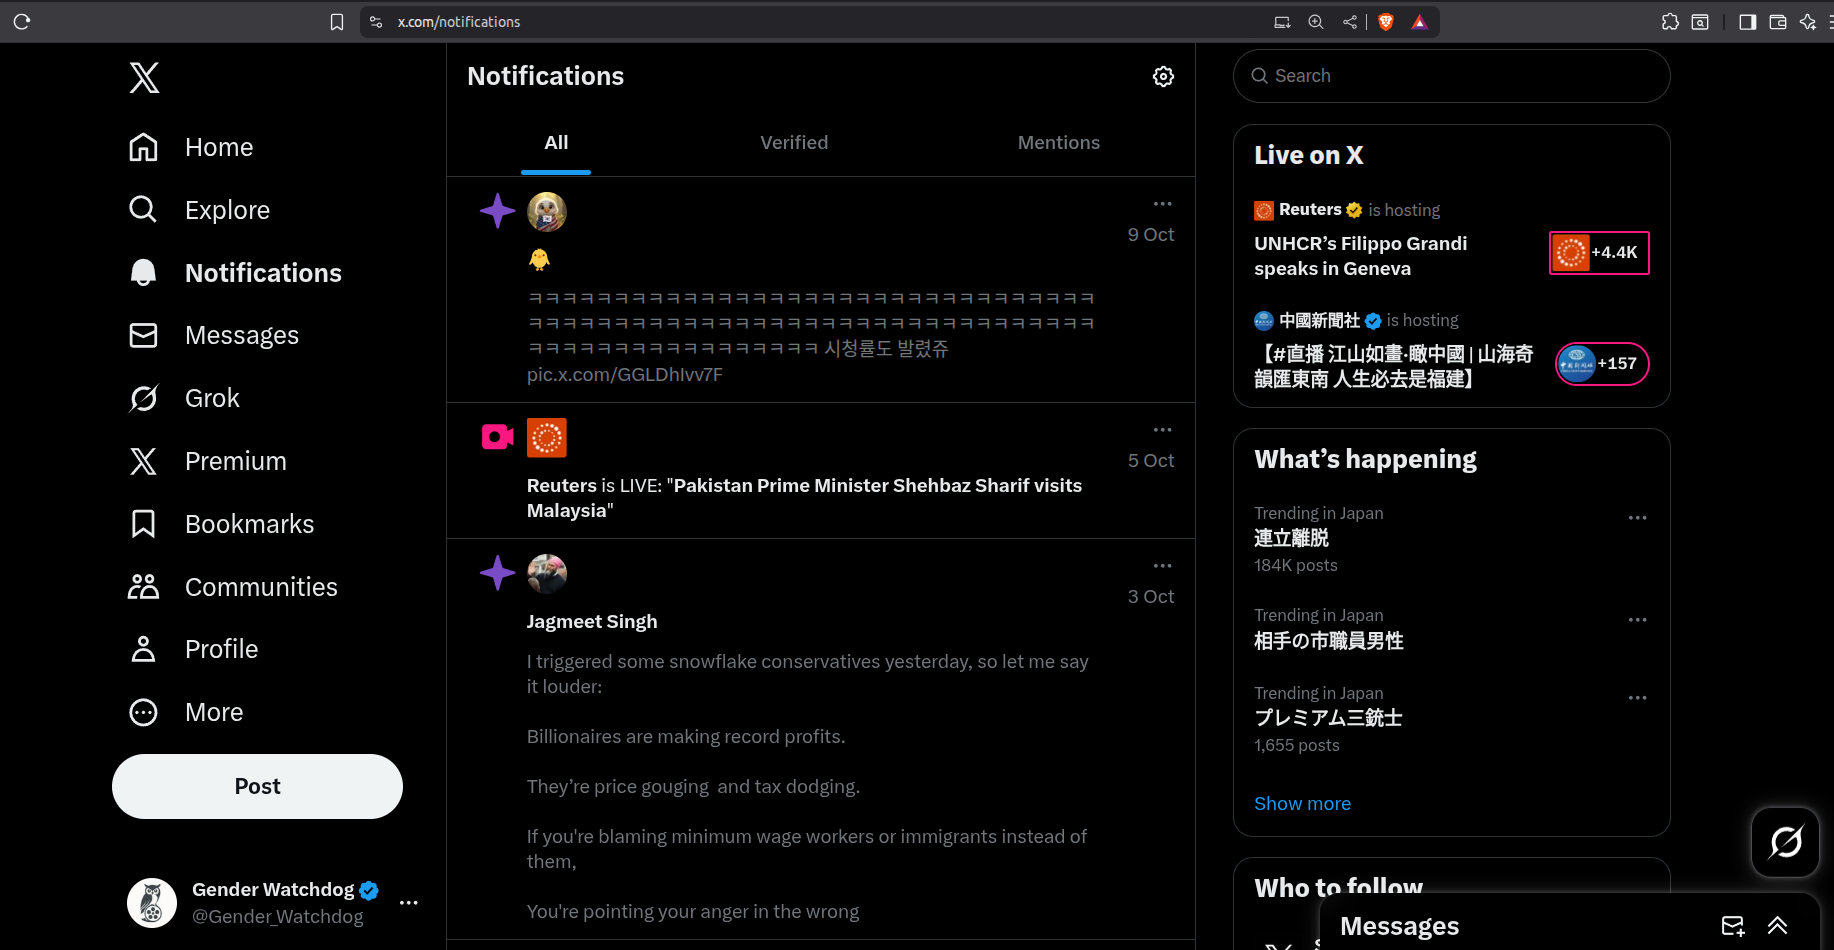 x.com/notifications
Home
Explore
Notifications
Messages
Grok
Premium
Bookmarks
Communities
Profile
More
Post
Gender Watchdog
@Gender_Watchdog
Notifications
All
Verified
Mentions
9 Oct
ㅋㅋㅋㅋㅋㅋㅋㅋㅋㅋㅋㅋㅋㅋㅋㅋㅋㅋㅋㅋㅋㅋㅋㅋㅋㅋㅋㅋㅋㅋㅋㅋㅋ
ㅋㅋㅋㅋㅋㅋㅋㅋㅋㅋㅋㅋㅋㅋㅋㅋㅋㅋㅋㅋㅋㅋㅋㅋㅋㅋㅋㅋㅋㅋㅋㅋㅋ
ㅋㅋㅋㅋㅋㅋㅋㅋㅋㅋㅋㅋㅋㅋㅋㅋㅋ 시청률도 발렸쥬
pic.x.com/GGLDhlvv7F
5 Oct
Reuters is LIVE: "Pakistan Prime Minister Shehbaz Sharif visits
Malaysia"
3 Oct
Jagmeet Singh
I triggered some snowflake conservatives yesterday, so let me say
it louder:
Billionaires are making record profits.
They’re price gouging  and tax dodging.
If you're blaming minimum wage workers or immigrants instead of
them,
You're pointing your anger in the wrong
Search
Live on X
Reuters is hosting
UNHCR’s Filippo Grandi
speaks in Geneva
+4.4K
中國新聞社 is hosting
【#直播 江山如畫·瞰中國 | 山海奇
韻匯東南 人生必去是福建】
+157
What’s happening
Trending in Japan
連立離脱
184K posts
Trending in Japan
相手の市職員男性
Trending in Japan
プレミアム三銃士
1,655 posts
Show more
Who to follow
Messages